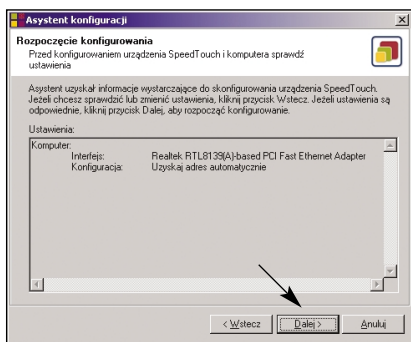 Asystent konfiguracji
Rozpoczęcie konfigurowania
Przed konfigurowaniem urządzenia SpeedTouch i komputera sprawdź
ustawienia
Asystent uzyskał informacje wystarczające do skonfigurowania urządzenia SpeedTouch.
Jeżeli chcesz sprawdzić lub zmienić ustawienia, kliknij przycisk Wstecz. Jeżeli ustawienia są
odpowiednie, kliknij przycisk Dalej, aby rozpocząć konfigurowanie.
Ustawienia:
Komputer:
Interfejs: Realtek RTL8139(A)-based PCI Fast Ethernet Adapter
Konfiguracja: Uzyskaj adres automatycznie
< Wstecz Dalej > Anuluj